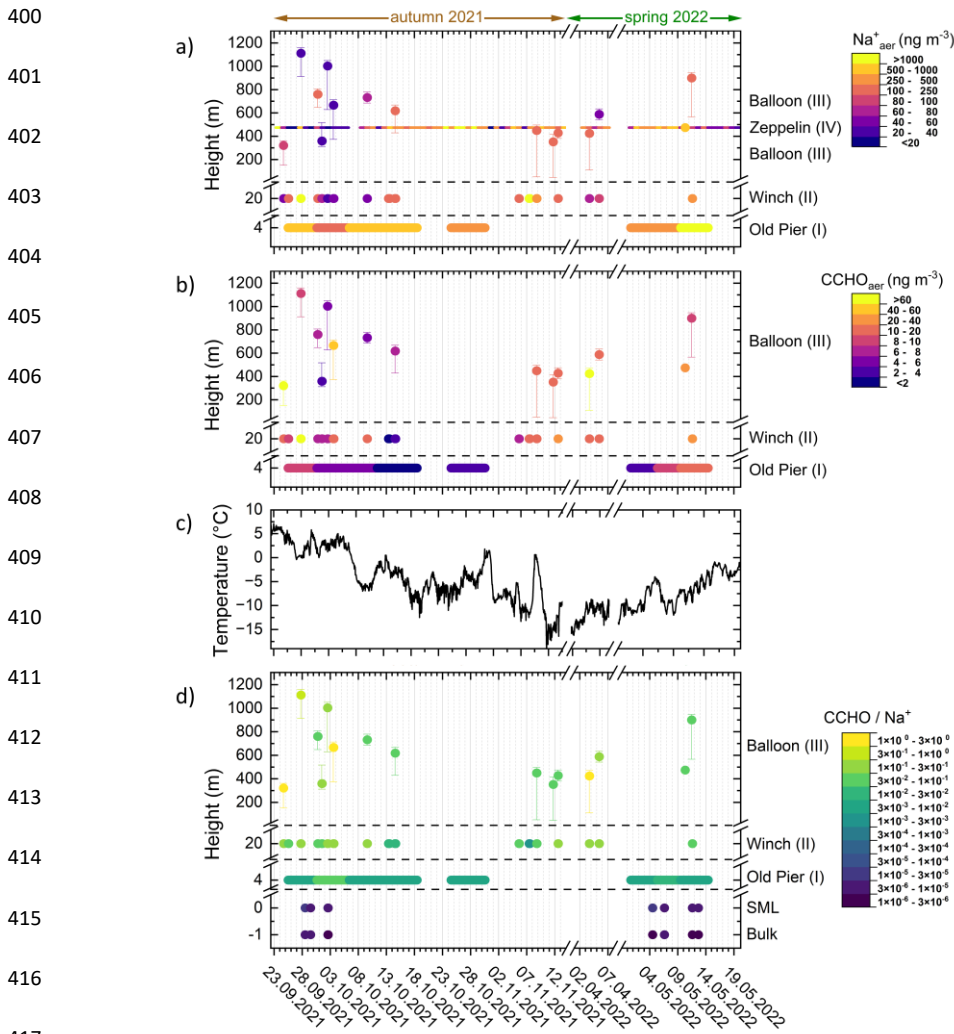 400
autumn 2021
spring 2022
a)
1200
1000
800
600
400
200
20
4
Height (m)
Balloon (III)
Zeppelin (IV)
Balloon (III)
Winch (II)
Old Pier (I)
Na⁺aer (ng m⁻³)
>1000
500 - 1000
250 - 500
100 - 250
80 - 100
60 - 80
40 - 60
20 - 40
<20
401
402
403
404
b)
1200
1000
800
600
400
200
20
4
Height (m)
Balloon (III)
Winch (II)
Old Pier (I)
CCHOaer (ng m⁻³)
>60
40 - 60
20 - 40
10 - 20
8 - 10
6 - 8
4 - 6
2 - 4
<2
405
406
407
408
c)
10
5
0
−5
−10
−15
Temperature (°C)
409
410
411
d)
1200
1000
800
600
400
200
20
4
0
-1
Height (m)
Balloon (III)
Winch (II)
Old Pier (I)
SML
Bulk
CCHO / Na⁺
1×10⁰ - 3×10⁰
3×10⁻¹ - 1×10⁰
1×10⁻¹ - 3×10⁻¹
3×10⁻² - 1×10⁻¹
1×10⁻² - 3×10⁻²
3×10⁻³ - 1×10⁻²
1×10⁻³ - 3×10⁻³
3×10⁻⁴ - 1×10⁻³
1×10⁻⁴ - 3×10⁻⁴
3×10⁻⁵ - 1×10⁻⁴
1×10⁻⁵ - 3×10⁻⁵
3×10⁻⁶ - 1×10⁻⁵
1×10⁻⁶ - 3×10⁻⁶
412
413
414
415
416
23.09.2021
28.09.2021
03.10.2021
08.10.2021
13.10.2021
18.10.2021
23.10.2021
28.10.2021
02.11.2021
07.11.2021
12.11.2021
02.04.2022
07.04.2022
04.05.2022
09.05.2022
14.05.2022
19.05.2022
417